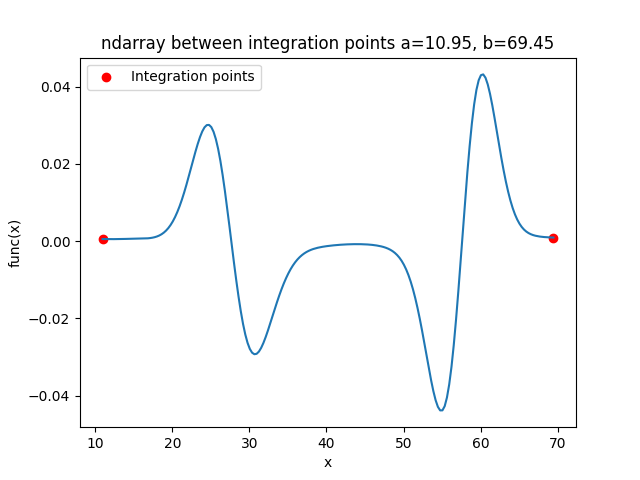 ndarray between integration points a=10.95, b=69.45
Integration points
0.04
0.02
0.00
−0.02
−0.04
func(x)
10 20 30 40 50 60 70
x